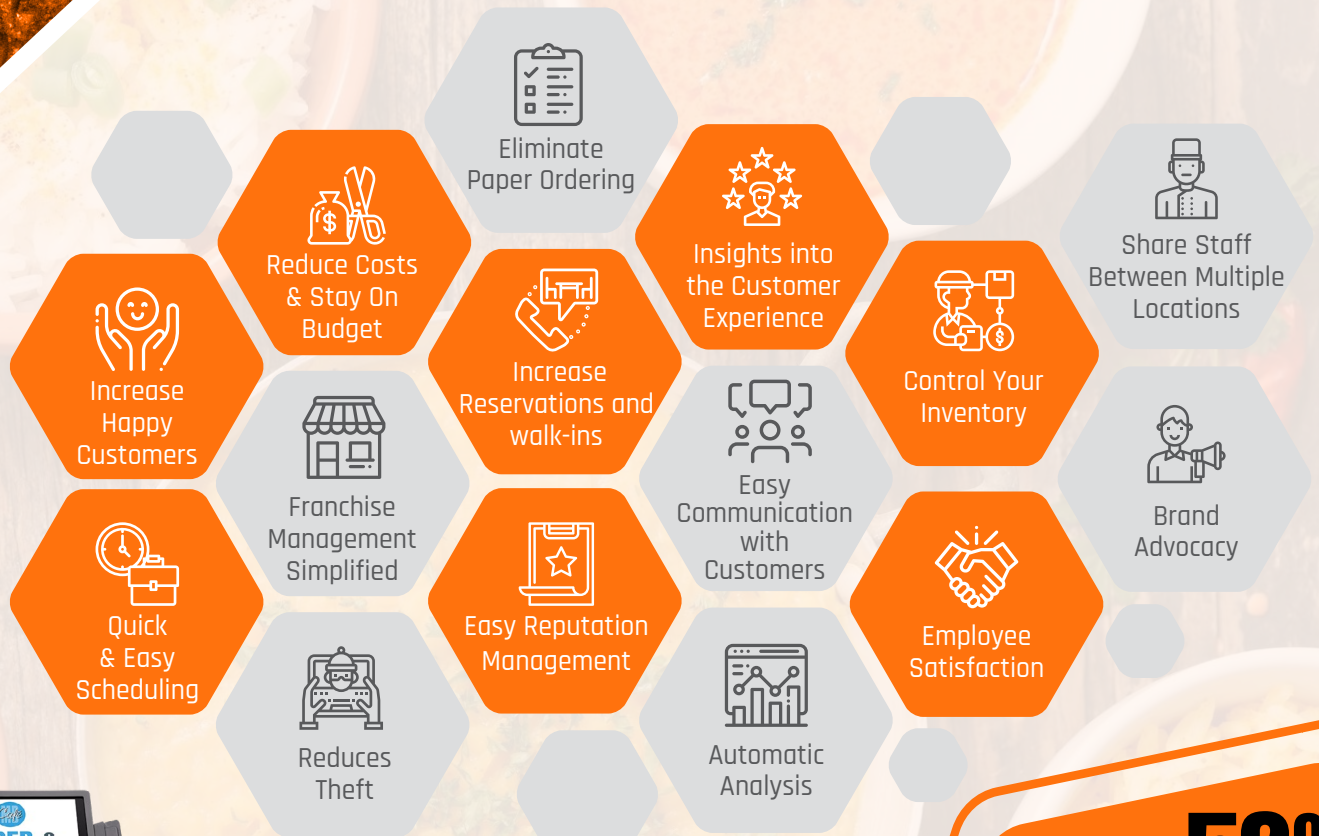 Eliminate
Paper Ordering
Reduce Costs
& Stay On
Budget
Insights into
the Customer
Experience
Share Staff
Between Multiple
Locations
Increase
Happy
Customers
Increase
Reservations and
walk-ins
Control Your
Inventory
Franchise
Management
Simplified
Easy
Communication
with
Customers
Brand
Advocacy
Quick
& Easy
Scheduling
Easy Reputation
Management
Employee
Satisfaction
Reduces
Theft
Automatic
Analysis